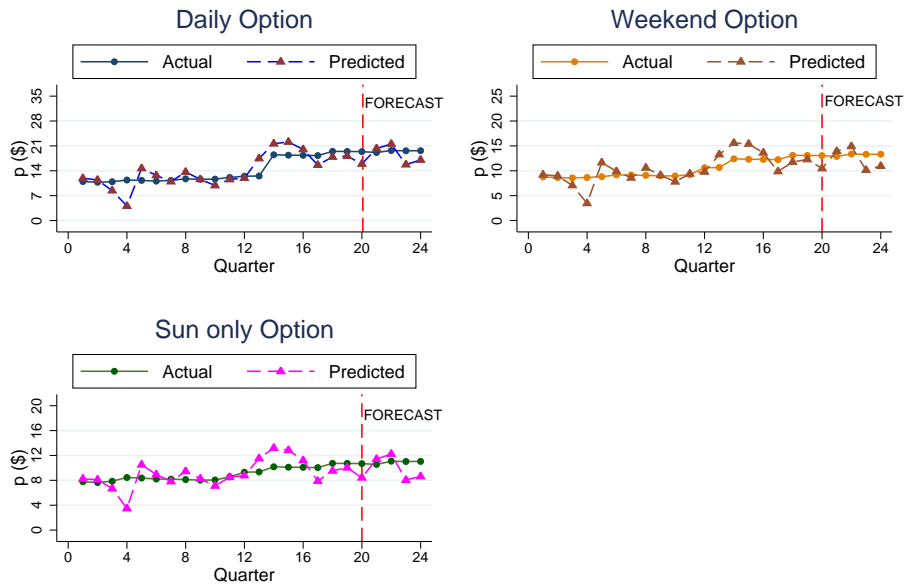 Daily Option
Actual Predicted
FORECAST
p ($)
35
28
21
14
7
0
0 4 8 12 16 20 24
Quarter
Weekend Option
Actual Predicted
FORECAST
p ($)
25
20
15
10
5
0
0 4 8 12 16 20 24
Quarter
Sun only Option
Actual Predicted
FORECAST
p ($)
20
16
12
8
4
0
0 4 8 12 16 20 24
Quarter